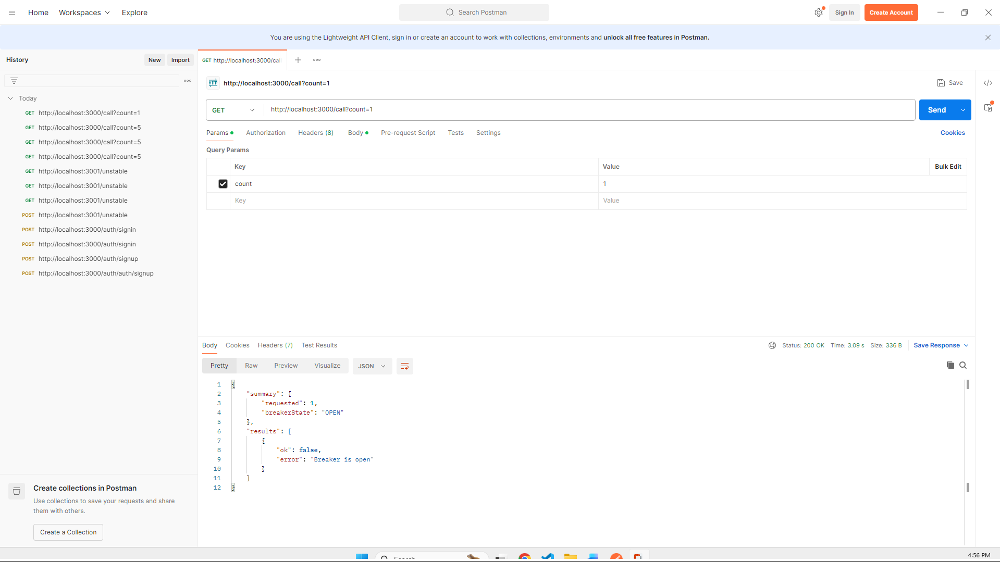 Home Workspaces Explore
Search Postman
Sign In Create Account
You are using the Lightweight API Client, sign in or create an account to work with collections, environments and unlock all free features in Postman.
History New Import
Today
GET http://localhost:3000/call?count=1
GET http://localhost:3000/call?count=5
GET http://localhost:3000/call?count=5
GET http://localhost:3000/call?count=5
GET http://localhost:3001/unstable
GET http://localhost:3001/unstable
GET http://localhost:3001/unstable
POST http://localhost:3001/unstable
POST http://localhost:3000/auth/signin
POST http://localhost:3000/auth/signin
POST http://localhost:3000/auth/signup
POST http://localhost:3000/auth/auth/signup
Create collections in Postman
Use collections to save your requests and share
them with others.
Create a Collection
GET http://localhost:3000/cal
HTTP http://localhost:3000/call?count=1 Save
GET http://localhost:3000/call?count=1 Send
Params Authorization Headers (8) Body Pre-request Script Tests Settings Cookies
Query Params
Key Value Bulk Edit
count 1
Key Value
Body Cookies Headers (7) Test Results Status: 200 OK Time: 3.09 s Size: 336 B Save Response
Pretty Raw Preview Visualize JSON
1 {
2 "summary": {
3 "requested": 1,
4 "breakerState": "OPEN"
5 },
6 "results": [
7 {
8 "ok": false,
9 "error": "Breaker is open"
10 }
11 ]
12 }
Search
4:56 PM